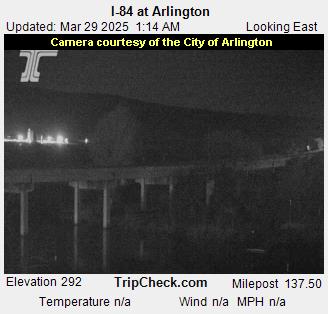 I-84 at Arlington
Updated: Mar 29 2025 1:14 AM Looking East
Camera courtesy of the City of Arlington
Elevation 292 TripCheck.com Milepost 137.50
Temperature n/a Wind n/a MPH n/a